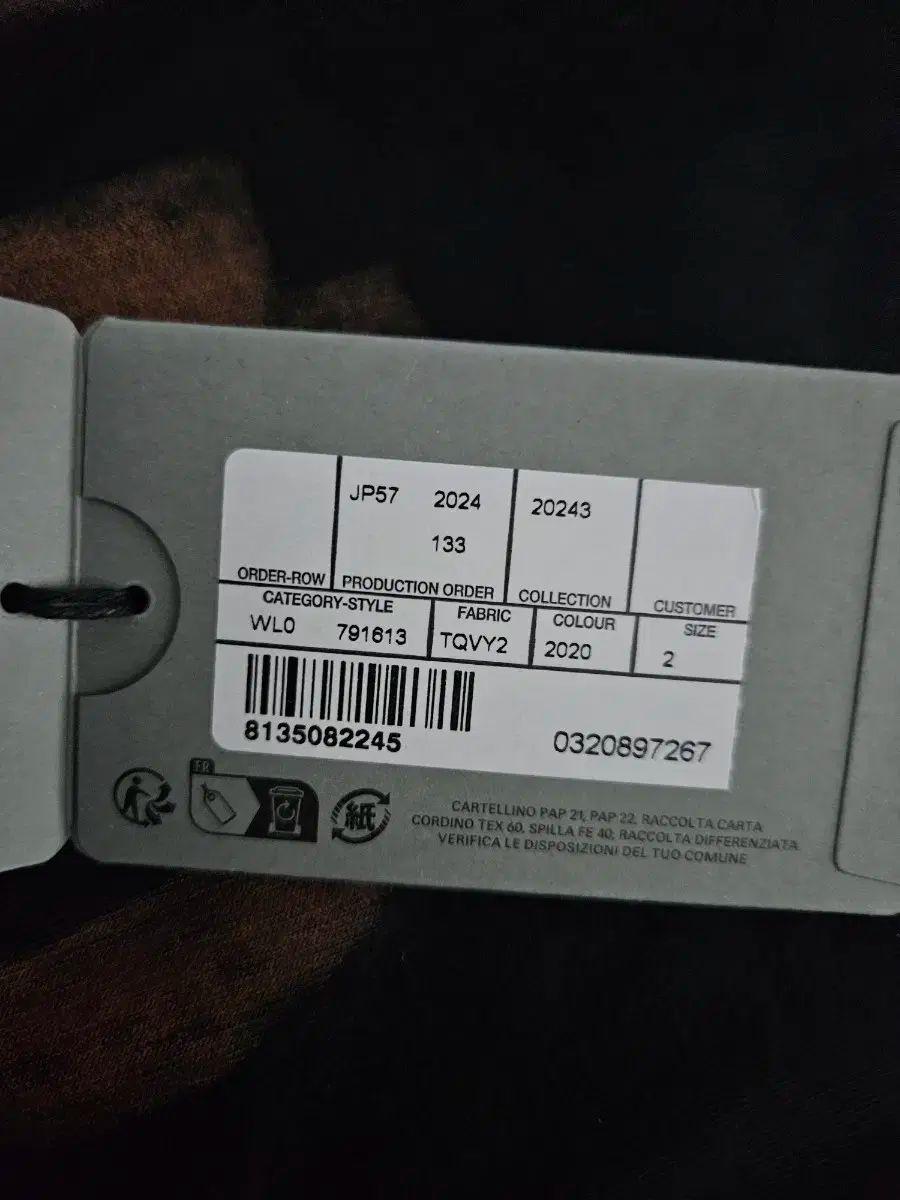 JP57 2024 20243
133
ORDER-ROW PRODUCTION ORDER COLLECTION CUSTOMER
CATEGORY-STYLE FABRIC COLOUR SIZE
WL0 791613 TQVY2 2020 2
8135082245 0320897267
FR
紙
CARTELLINO PAP 21, PAP 22, RACCOLTA CARTA
CORDINO TEX 60, SPILLA FE 40, RACCOLTA DIFFERENZIATA
VERIFICA LE DISPOSIZIONI DEL TUO COMUNE